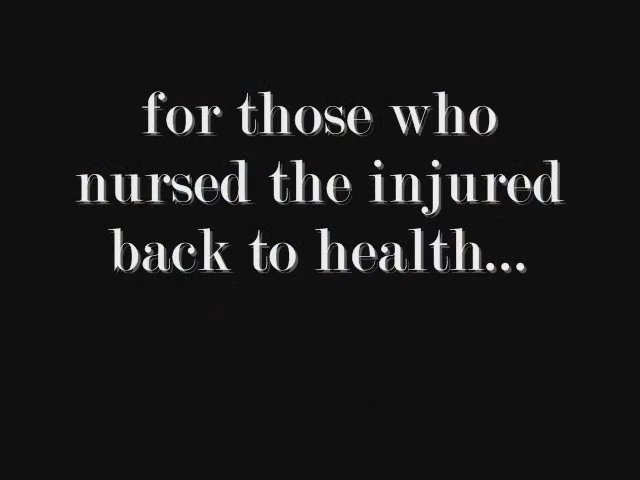 for those who
nursed the injured
back to health...